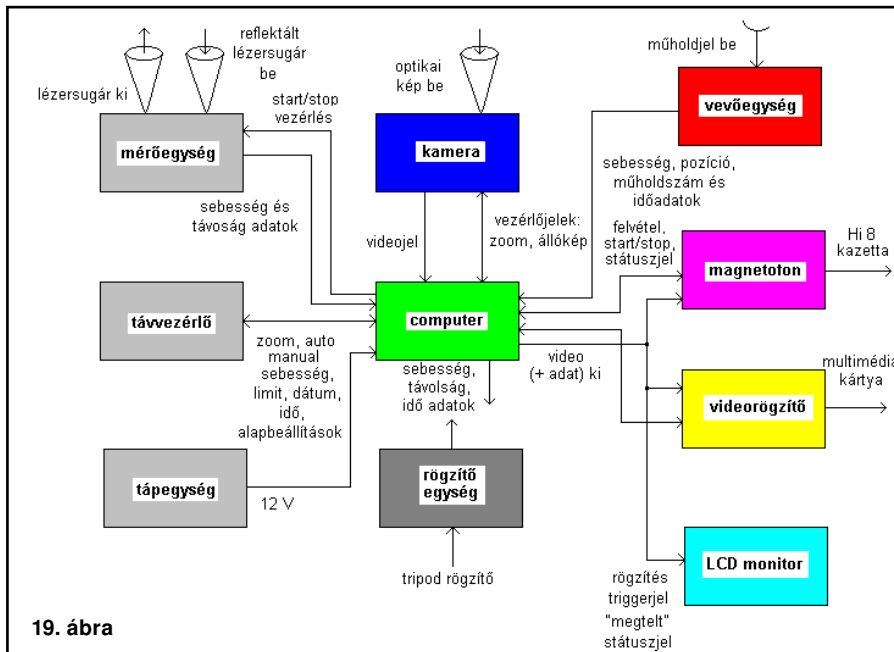 reflektált
lézersugár
be
lézersugár ki
start/stop
vezérlés
optikai
kép be
műholdjel be
mérőegység
kamera
vevőegység
sebesség és
távoság adatok
videojel
vezérlőjelek:
zoom, állókép
sebesség, pozíció,
műholdszám és
időadatok
felvétel,
start/stop,
státuszjel
Hi 8
kazetta
magnetofon
távvezérlő
computer
zoom, auto
manual
sebesség,
limit, dátum,
idő,
alapbeállítások
sebesség,
távolság,
idő adatok
video
(+ adat) ki
multimédia
kártya
videorögzítő
tápegység
12 V
rögzítő
egység
tripod rögzítő
LCD monitor
rögzítés
triggerjel
"megtelt"
státuszjel
19. ábra